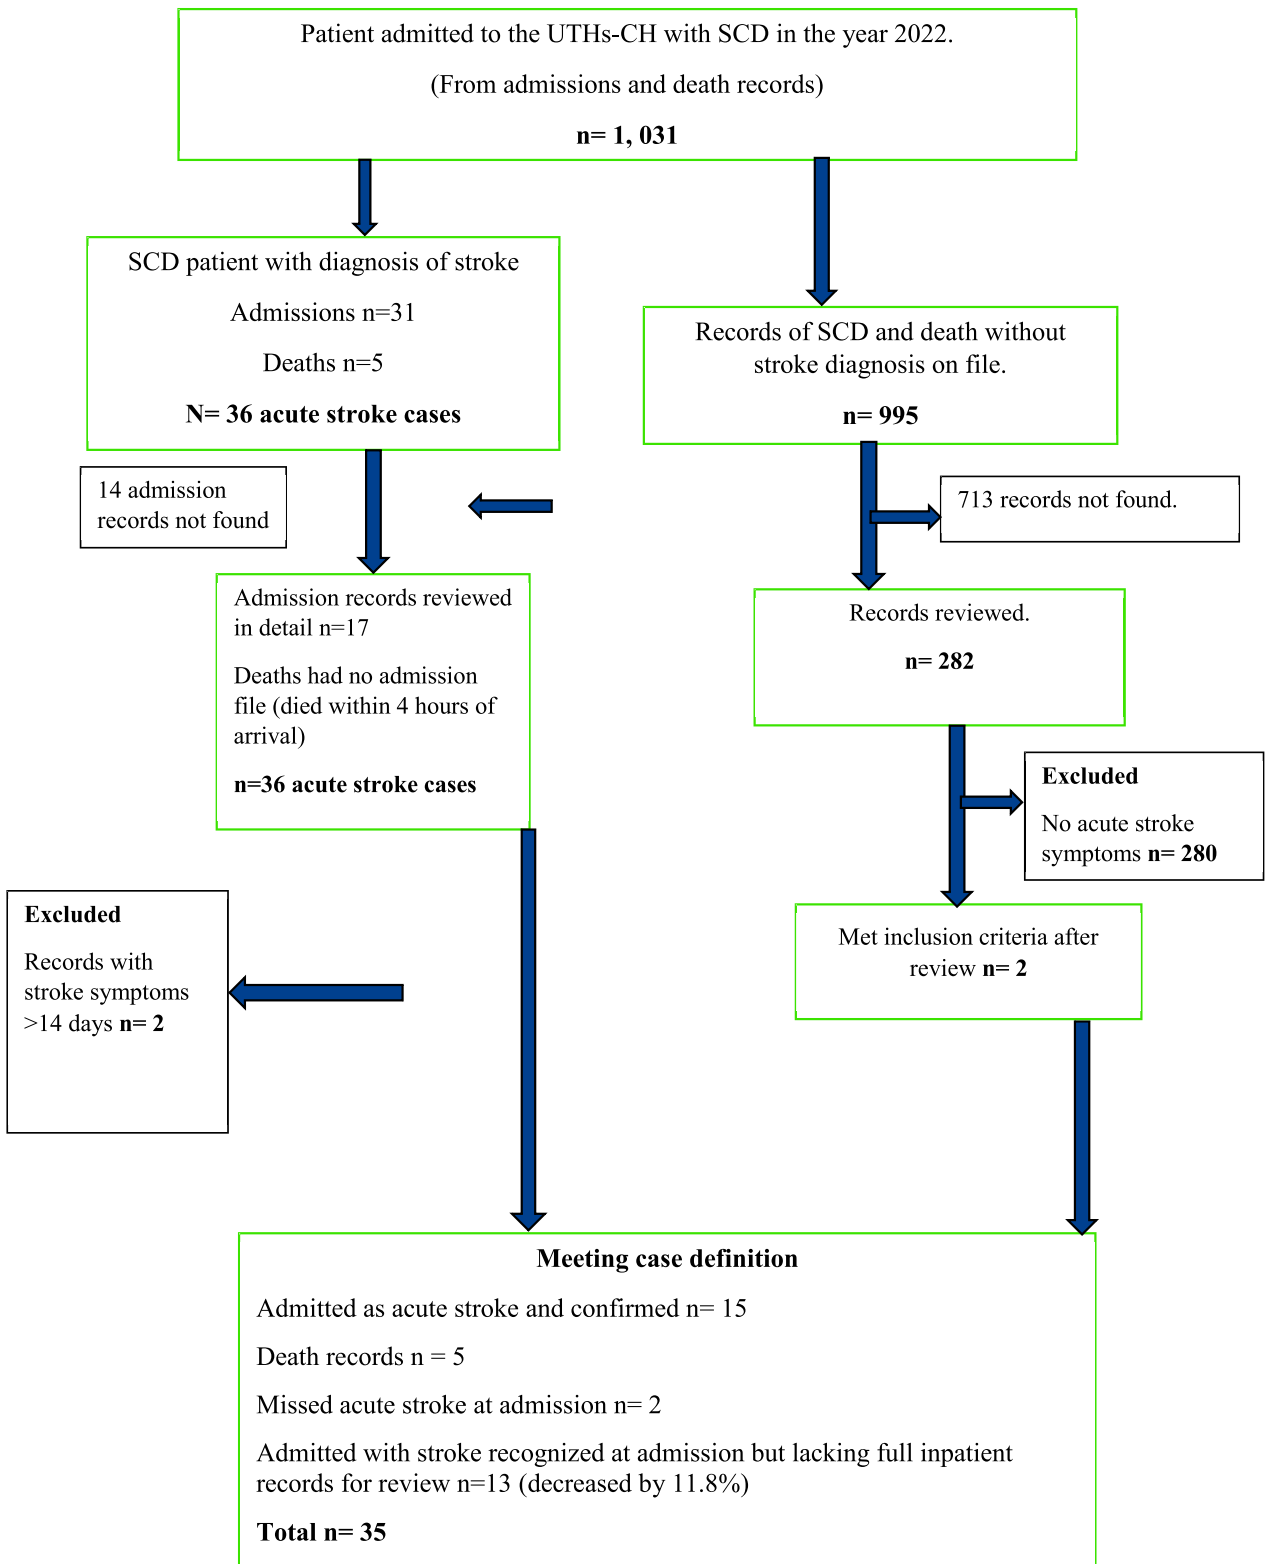 Patient admitted to the UTHs-CH with SCD in the year 2022.
(From admissions and death records)
n= 1, 031
SCD patient with diagnosis of stroke
Admissions n=31
Deaths n=5
N= 36 acute stroke cases
Records of SCD and death without
stroke diagnosis on file.
n= 995
14 admission
records not found
713 records not found.
Admission records reviewed
in detail n=17
Deaths had no admission
file (died within 4 hours of
arrival)
n=36 acute stroke cases
Records reviewed.
n= 282
Excluded
No acute stroke
symptoms n= 280
Excluded
Records with
stroke symptoms
>14 days n= 2
Met inclusion criteria after
review n= 2
Meeting case definition
Admitted as acute stroke and confirmed n= 15
Death records n = 5
Missed acute stroke at admission n= 2
Admitted with stroke recognized at admission but lacking full inpatient
records for review n=13 (decreased by 11.8%)
Total n= 35